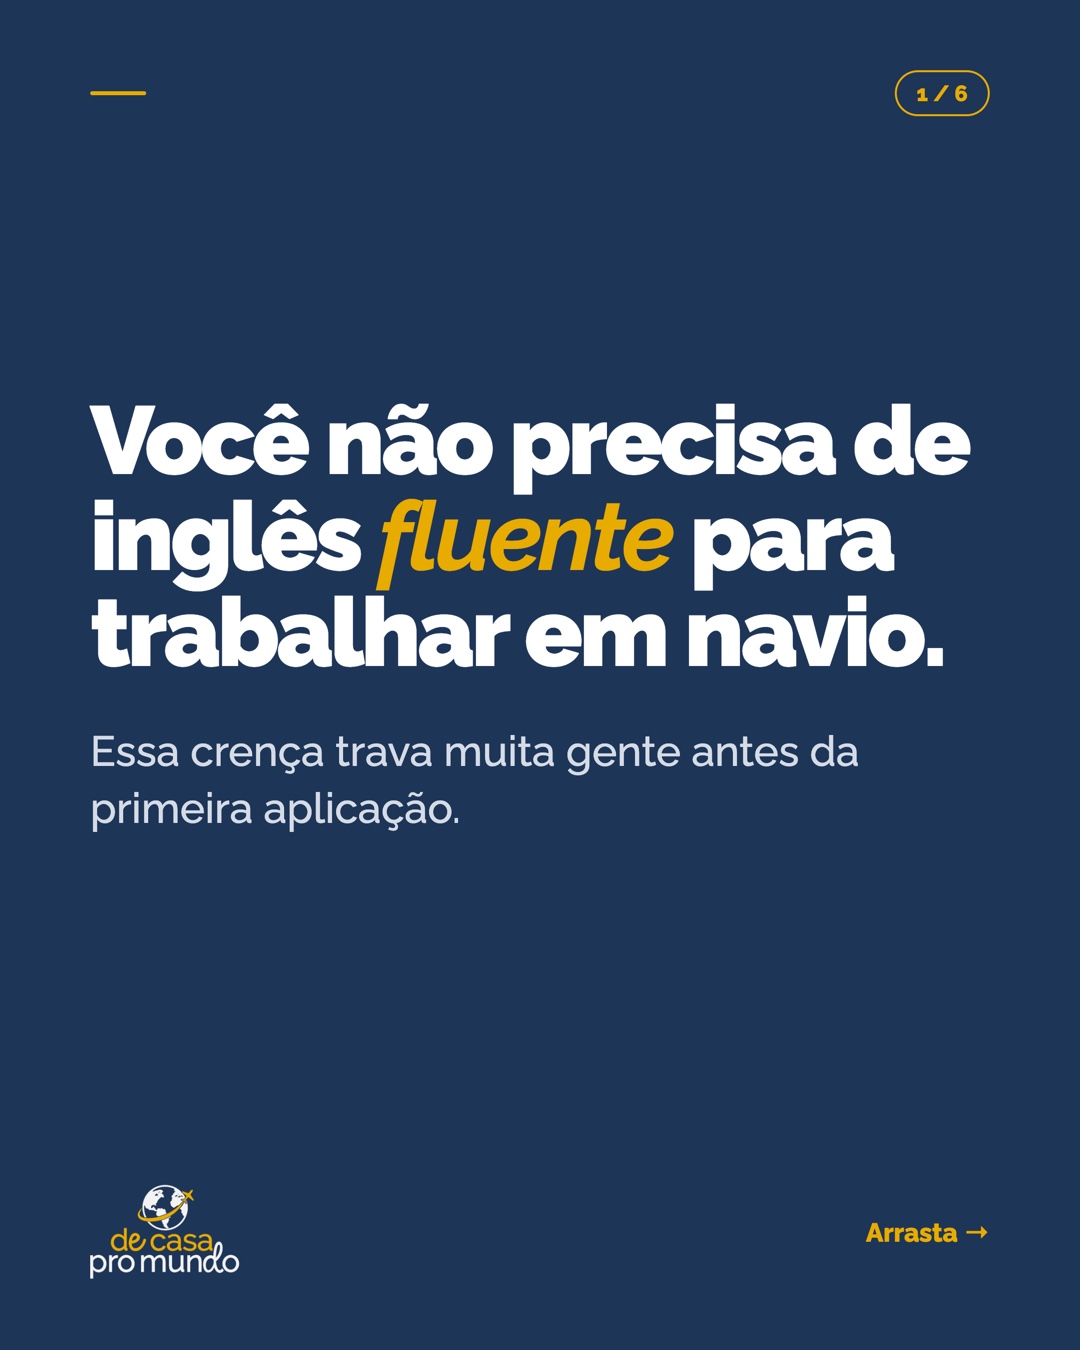 1 / 6
Você não precisa de
inglês fluente para
trabalhar em navio.
Essa crença trava muita gente antes da
primeira aplicação.
de casa
pro mundo
Arrasta →